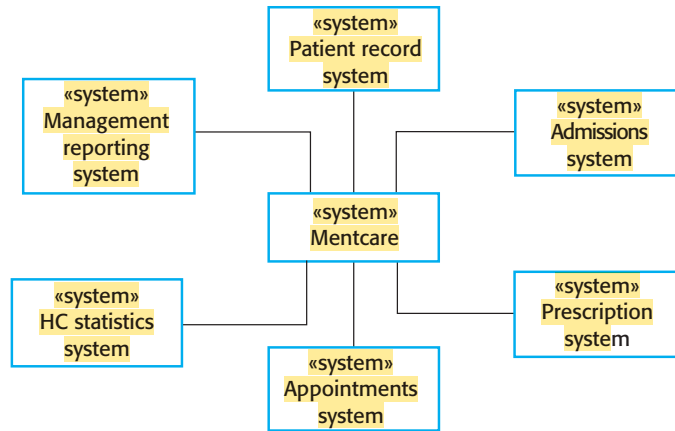 «system»
Patient record
system
«system»
Management
reporting
system
«system»
Admissions
system
«system»
Mentcare
«system»
HC statistics
system
«system»
Prescription
system
«system»
Appointments
system